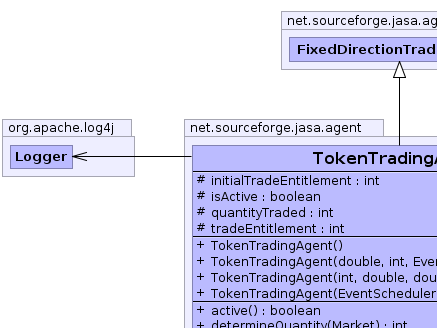 net.sourceforge.jasa.ag
FixedDirectionTrad
org.apache.log4j
Logger
net.sourceforge.jasa.agent
TokenTradingA
# initialTradeEntitlement : int
# isActive : boolean
# quantityTraded : int
# tradeEntitlement : int
+ TokenTradingAgent()
+ TokenTradingAgent(double, int, Even
+ TokenTradingAgent(int, double, dou
+ TokenTradingAgent(EventScheduler
+ active() : boolean
+ determineQuantity(Market) : int